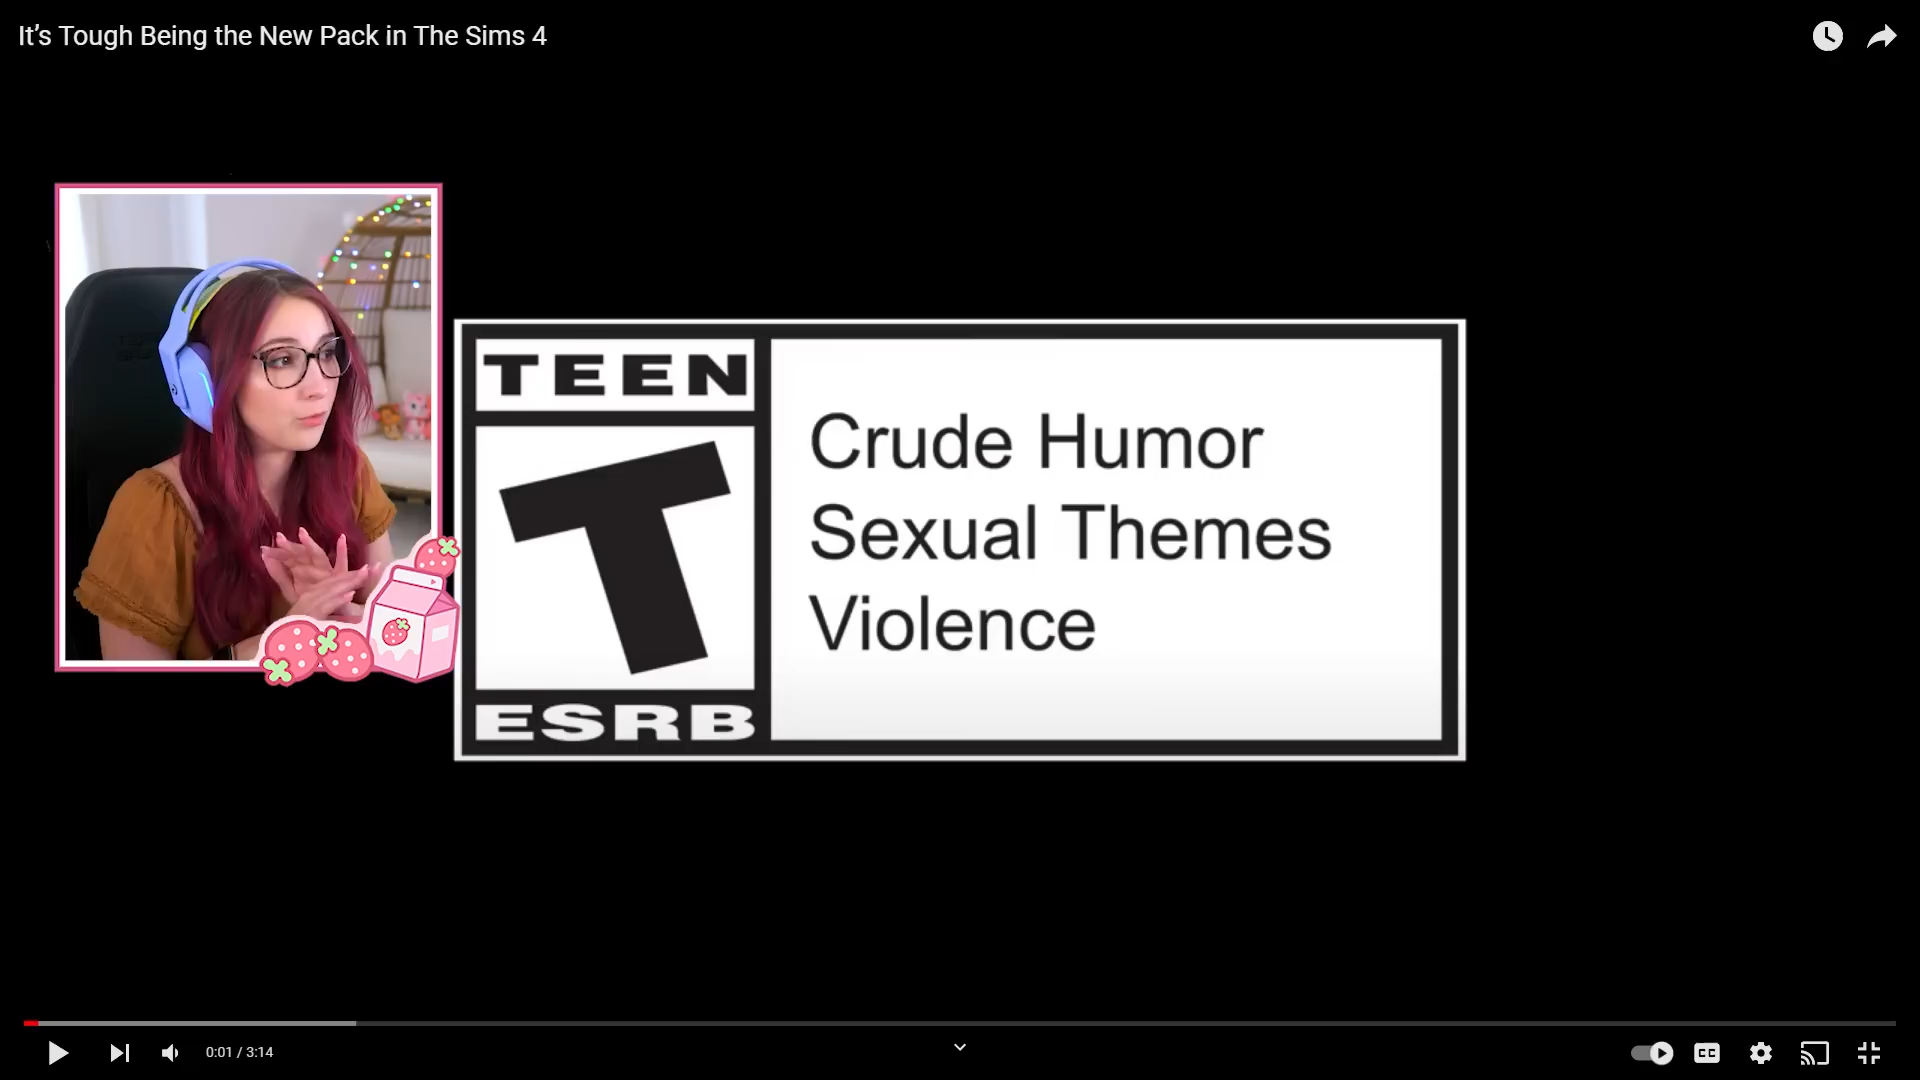 It’s Tough Being the New Pack in The Sims 4
TEEN
T
ESRB
Crude Humor
Sexual Themes
Violence
0:01 / 3:14
CC